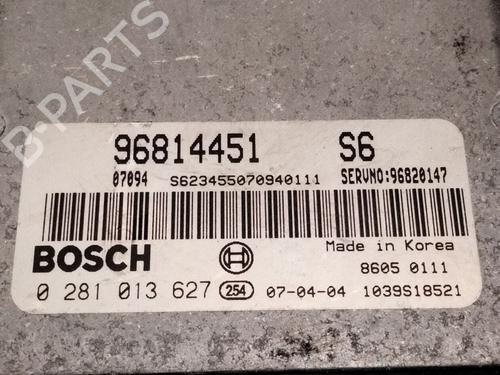 B-PARTS
96814451 S6
07094 S623455070940111 SERVNO:96820147
BOSCH Made in Korea
8605 0111
0 281 013 627 254 07-04-04 1039S18521